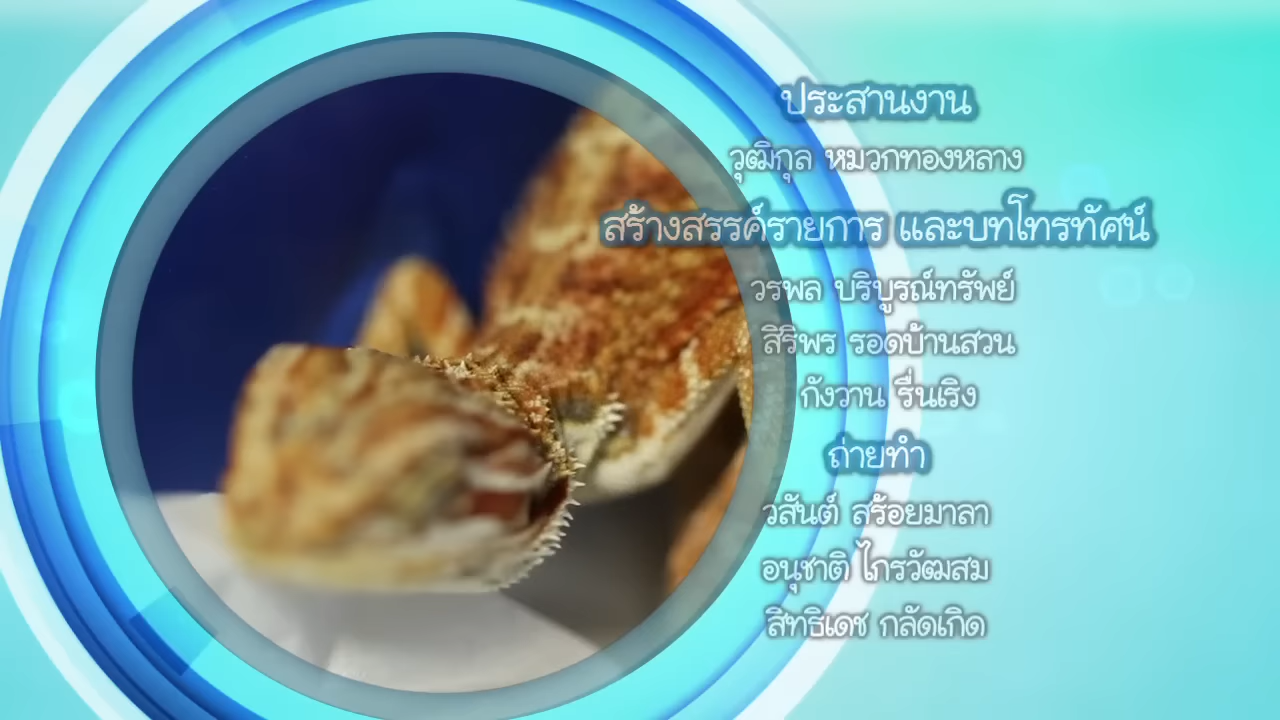 ประสานงาน
วุฒิกุล หมวกทองหลาง
สร้างสรรค์รายการ และบทโทรทัศน์
วรพล ปริบูรณ์ทรัพย์
สิริพร รอดบ้านสวน
กังวาน รื่นเริง
ถ่ายทำ
วสันต์ สร้อยมาลา
อนุชาติ ไกรวัฒสม
สิทธิเดช กลัดเกิด